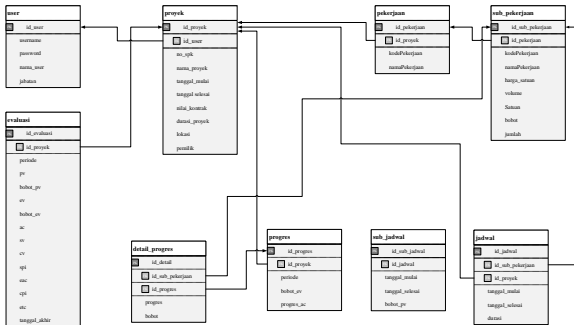 user
id_user
username
password
nama_user
jabatan
proyek
id_proyek
id_user
no_spk
nama_proyek
tanggal_mulai
tanggal selesai
nilai_kontrak
durasi_proyek
lokasi
pemilik
pekerjaan
id_pekerjaan
id_proyek
kodePekerjaan
namaPekerjaan
sub_pekerjaan
id_sub_pekerjaan
id_pekerjaan
kodePekerjaan
namaPekerjaan
harga_satuan
volume
Satuan
bobot
jumlah
evaluasi
id_evaluasi
id_proyek
periode
pv
bobot_pv
ev
bobot_ev
ac
sv
cv
spi
eac
cpi
etc
tanggal_akhir
detail_progres
id_detail
id_sub_pekerjaan
id_progres
progres
bobot
progres
id_progres
id_proyek
periode
bobot_ev
progres_ac
sub_jadwal
id_sub_jadwal
id_jadwal
tanggal_mulai
tanggal_selesai
bobot_pv
jadwal
id_jadwal
id_sub_pekerjaan
id_proyek
tanggal_mulai
tanggal_selesai
durasi